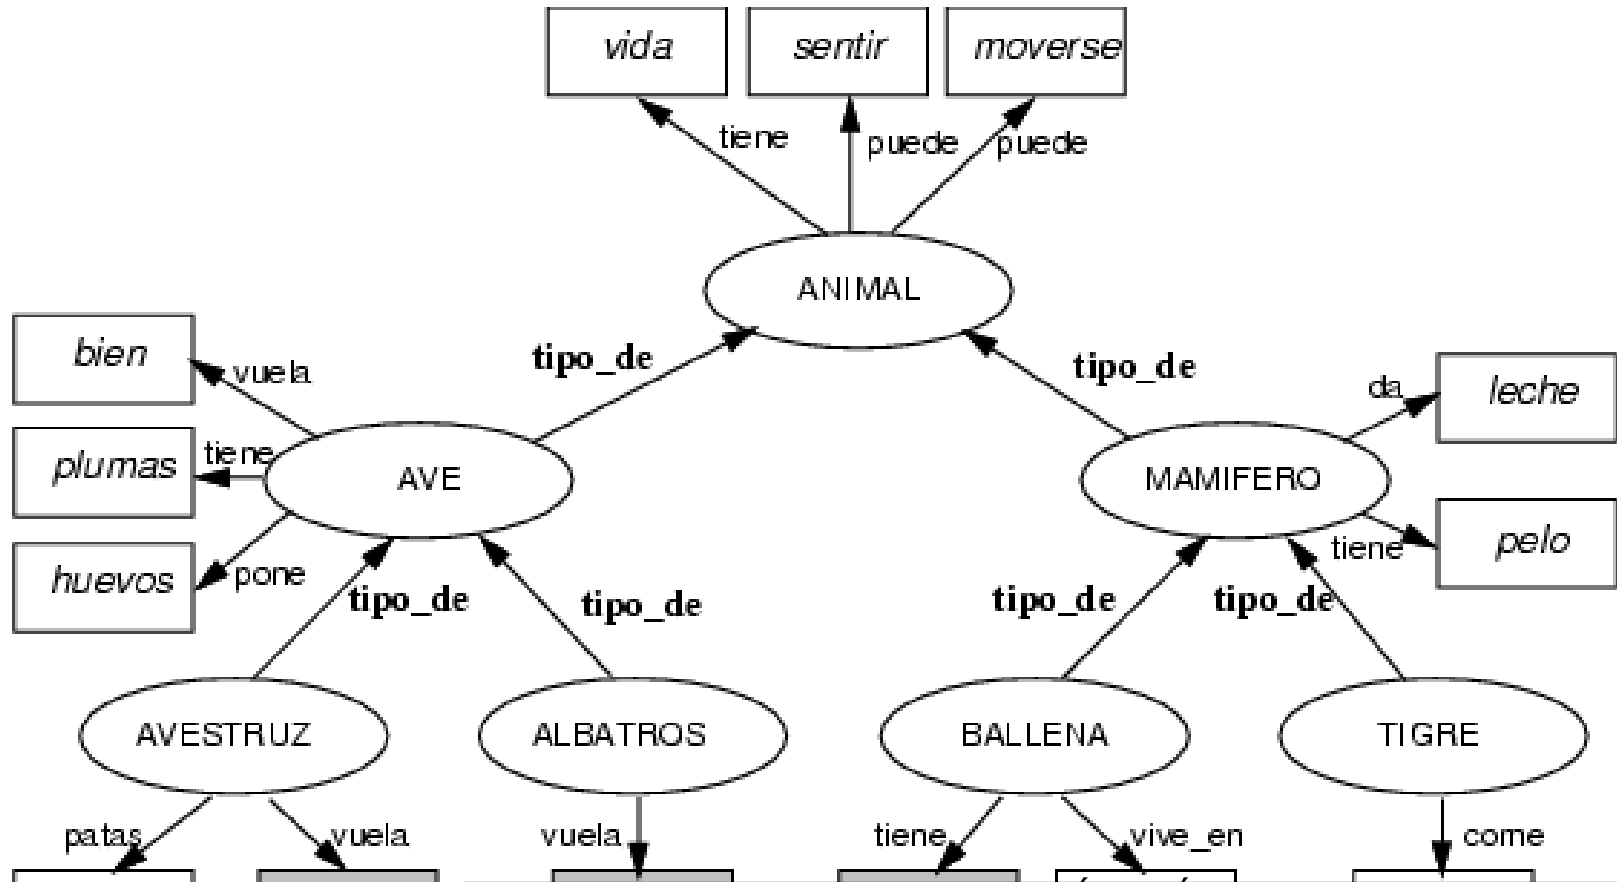 vida
sentir
moverse
tiene
puede
puede
ANIMAL
bien
vuela
tipo_de
tipo_de
da
leche
plumas
tiene
AVE
MAMIFERO
huevos
pone
tiene
pelo
tipo_de
tipo_de
tipo_de
tipo_de
AVESTRUZ
ALBATROS
BALLENA
TIGRE
patas
vuela
vuela
tiene
vive_en
come